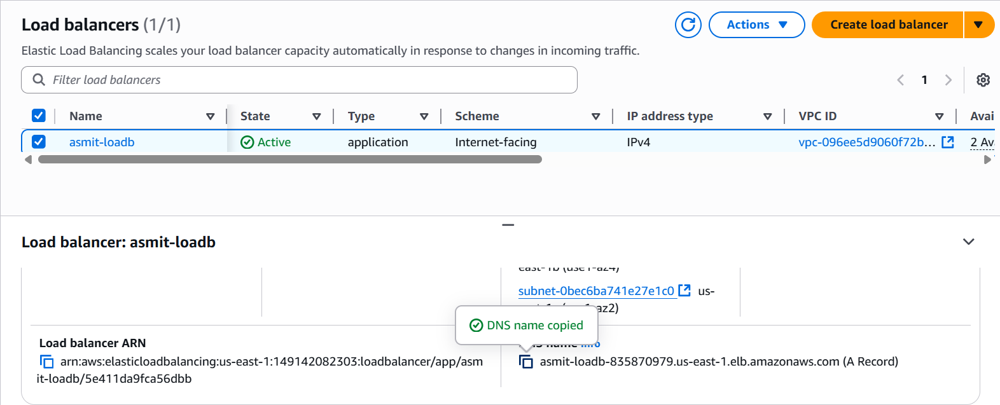 Load balancers (1/1)
Actions
Create load balancer
Elastic Load Balancing scales your load balancer capacity automatically in response to changes in incoming traffic.
Filter load balancers
1
Name State Type Scheme IP address type VPC ID Avai
asmit-loadb Active application Internet-facing IPv4 vpc-096ee5d9060f72b... 2 Av
Load balancer: asmit-loadb
east-1b (use1-az4)
subnet-0bec6ba741e27e1c0 us-
az2)
DNS name copied
Load balancer ARN
name Info
arn:aws:elasticloadbalancing:us-east-1:149142082303:loadbalancer/app/asm
it-loadb/5e411da9fca56dbb
asmit-loadb-835870979.us-east-1.elb.amazonaws.com (A Record)